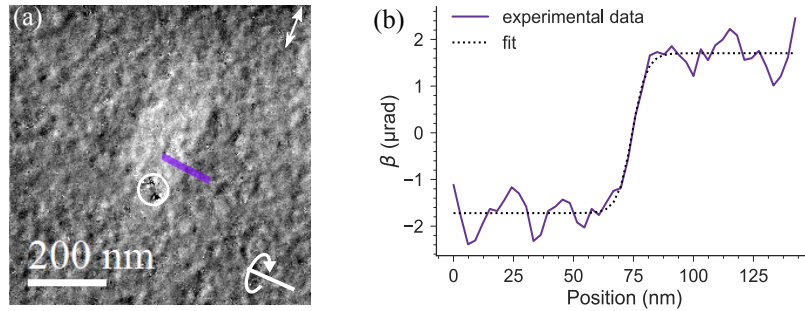 (a)
200 nm
(b)
experimental data
fit
β (μrad)
2
1
0
−1
−2
0
25
50
75
100
125
Position (nm)